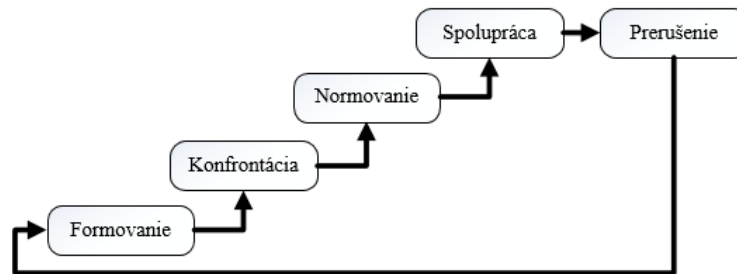 Spolupráca
Prerušenie
Normovanie
Konfrontácia
Formovanie